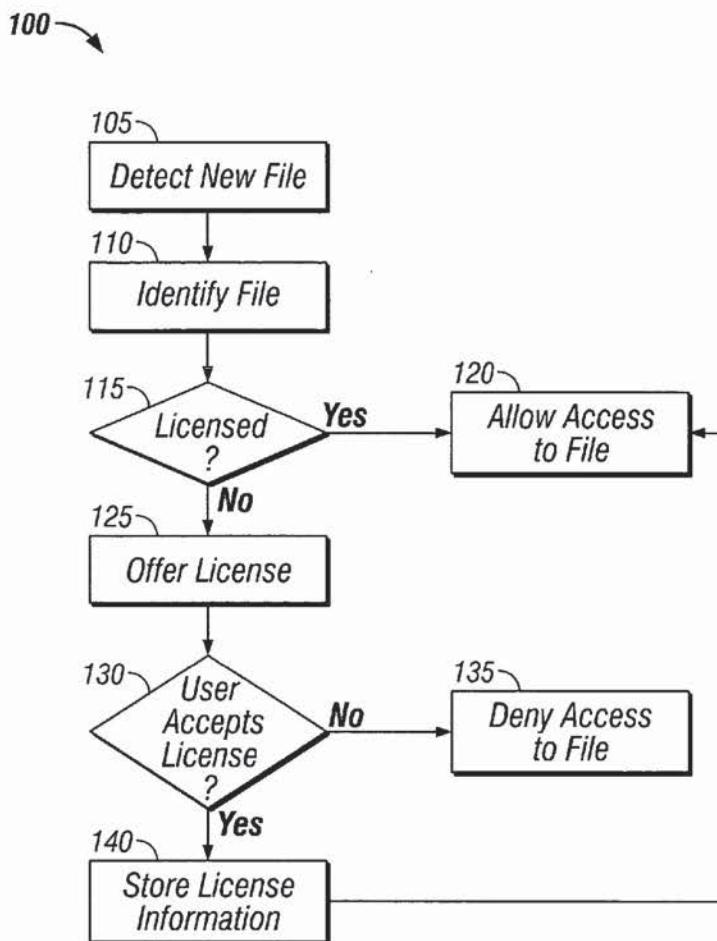 100
105
Detect New File
110
Identify File
115
Licensed
?
Yes
120
Allow Access
to File
No
125
Offer License
130
User
Accepts
License
?
No
135
Deny Access
to File
Yes
140
Store License
Information